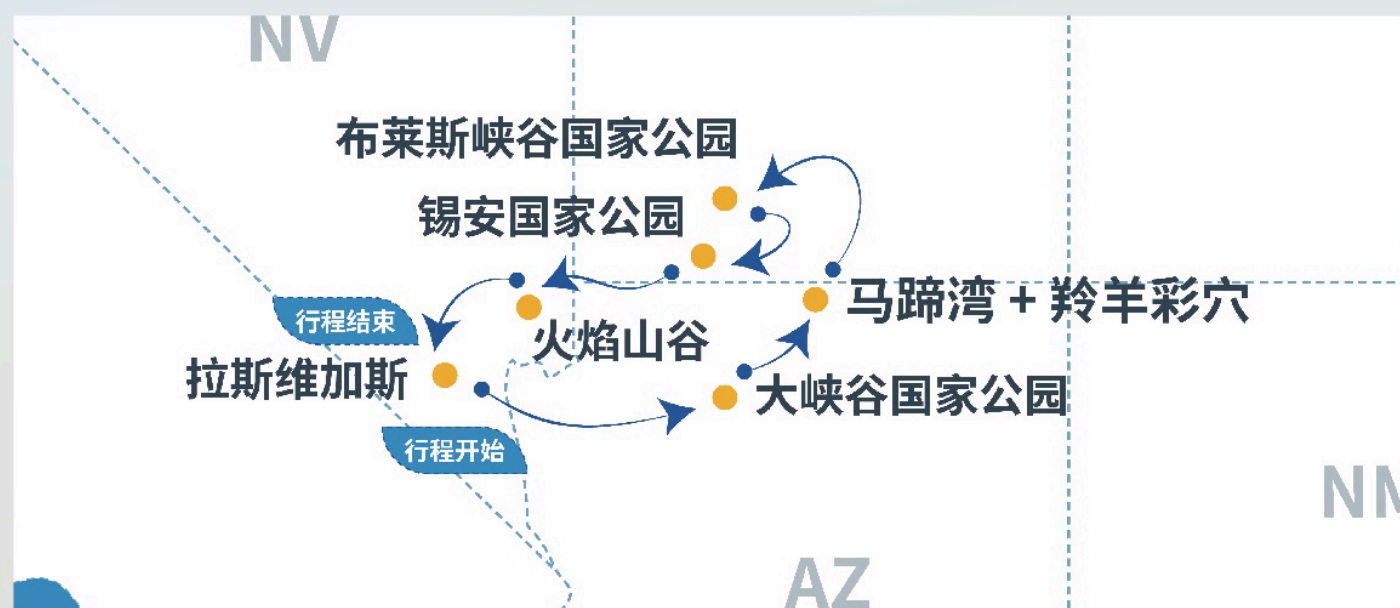 NV
布莱斯峡谷国家公园
锡安国家公园
马蹄湾 + 羚羊彩穴
行程结束
火焰山谷
拉斯维加斯
大峡谷国家公园
行程开始
AZ